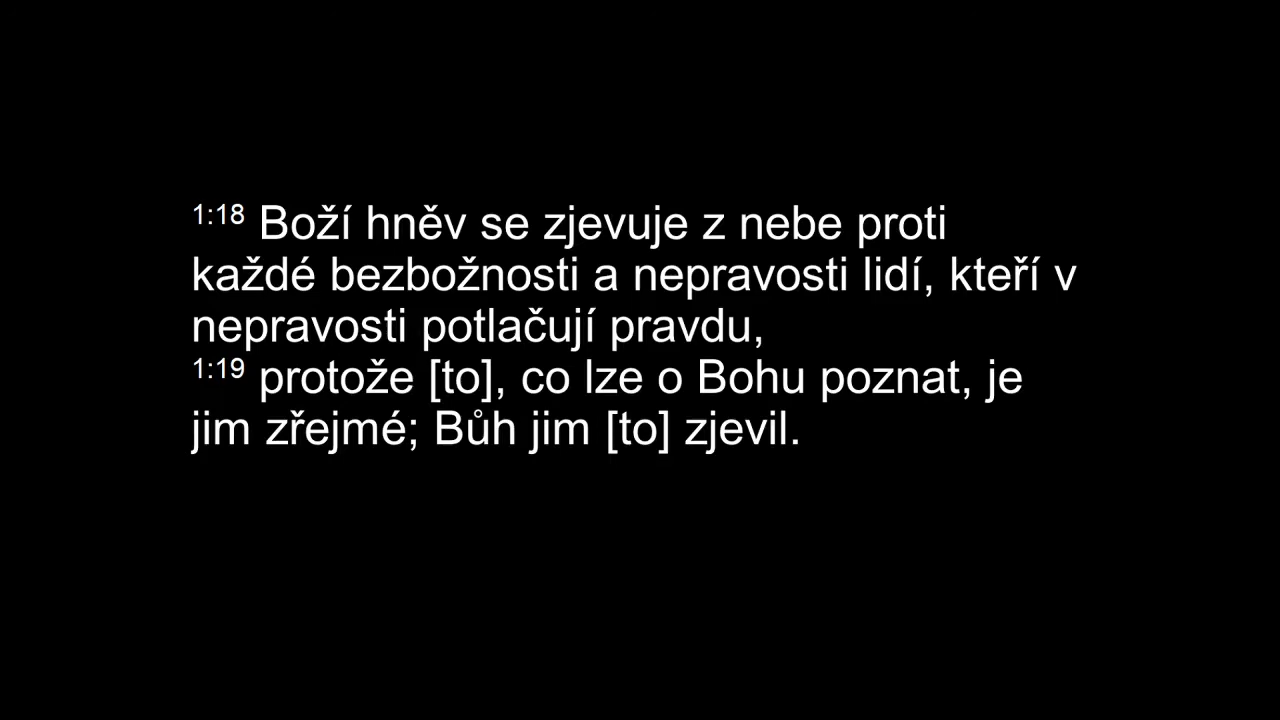 1:18 Boží hněv se zjevuje z nebe proti
každé bezbožnosti a nepravosti lidí, kteří v
nepravosti potlačují pravdu,
1:19 protože [to], co lze o Bohu poznat, je
jim zřejmé; Bůh jim [to] zjevil.